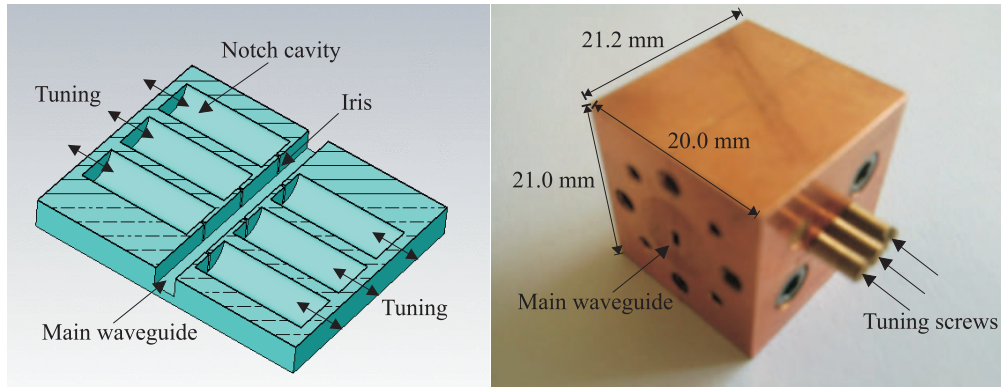 Notch cavity
Tuning
Iris
Main waveguide
Tuning
21.2 mm
20.0 mm
21.0 mm
Main waveguide
Tuning screws